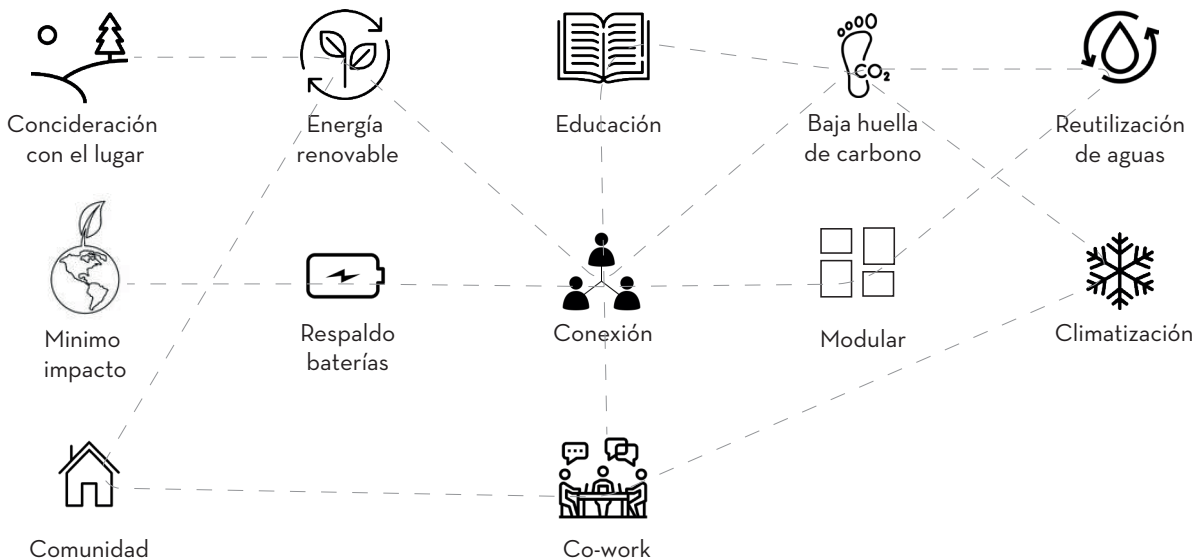 CO2
Concideración
con el lugar
Energía
renovable
Educación
Baja huella
de carbono
Reutilización
de aguas
Minimo
impacto
Respaldo
baterías
Conexión
Modular
Climatización
Comunidad
Co-work